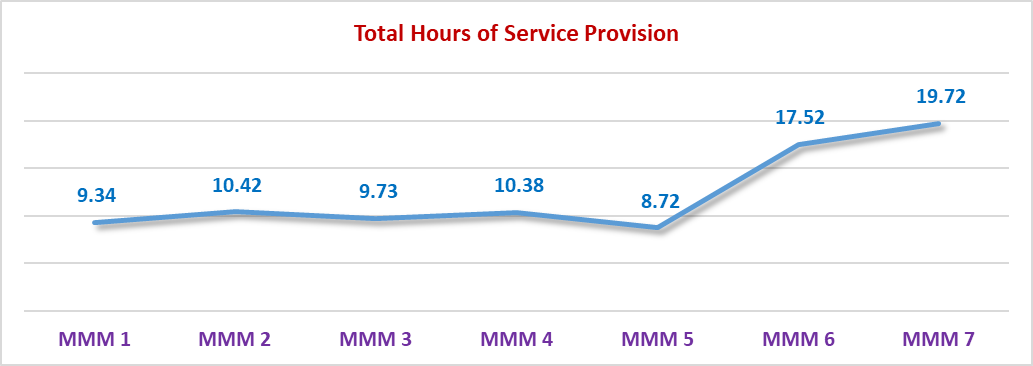 Total Hours of Service Provision
9.34 10.42 9.73 10.38 8.72 17.52 19.72
MMM 1 MMM 2 MMM 3 MMM 4 MMM 5 MMM 6 MMM 7